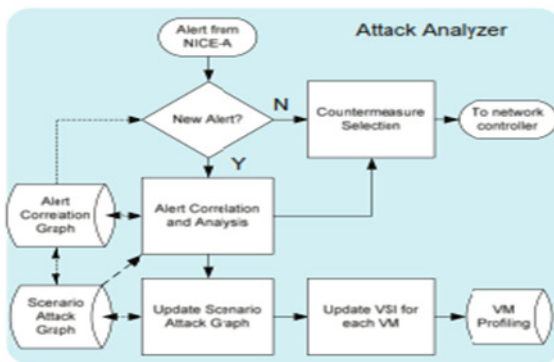 Alert from
NICE-A
Attack Analyzer
New Alert?
N
Countermeasure
Selection
To network
controller
Y
Alert
Correation
Graph
Alert Correlation
and Analysis
Scenario
Attack
Graph
Update Scenario
Attack Graph
Update VSI for
each VM
VM
Profiling